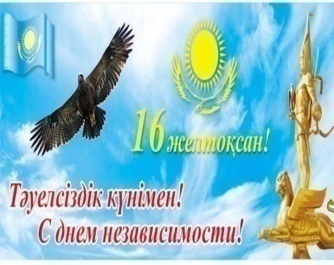 16 желтоқсан!
Тәуелсіздік күнімен!
С днем независимости!